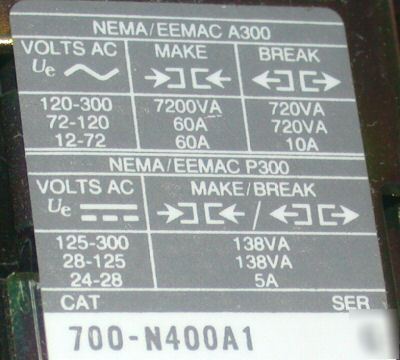 NEMA/EEMAC A300
VOLTS AC MAKE BREAK
Ue
120-300 7200VA 720VA
72-120 60A 720VA
12-72 60A 10A
NEMA/EEMAC P300
VOLTS AC MAKE/BREAK
Ue /
125-300 138VA
28-125 138VA
24-28 5A
CAT SER
700-N400A1